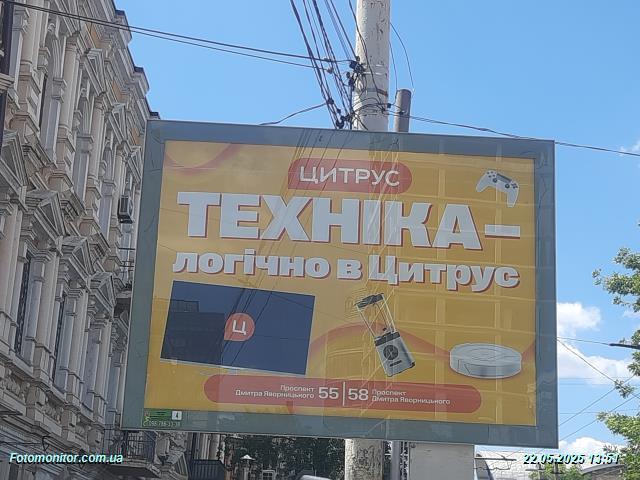 ЦИТРУС
ТЕХНІКА–
логічно в Цитрус
Ц
Проспект
Дмитра Яворницького
55|58
Проспект
Дмитра Яворницького
4
Fotomonitor.com.ua
22.05.2025 13:51